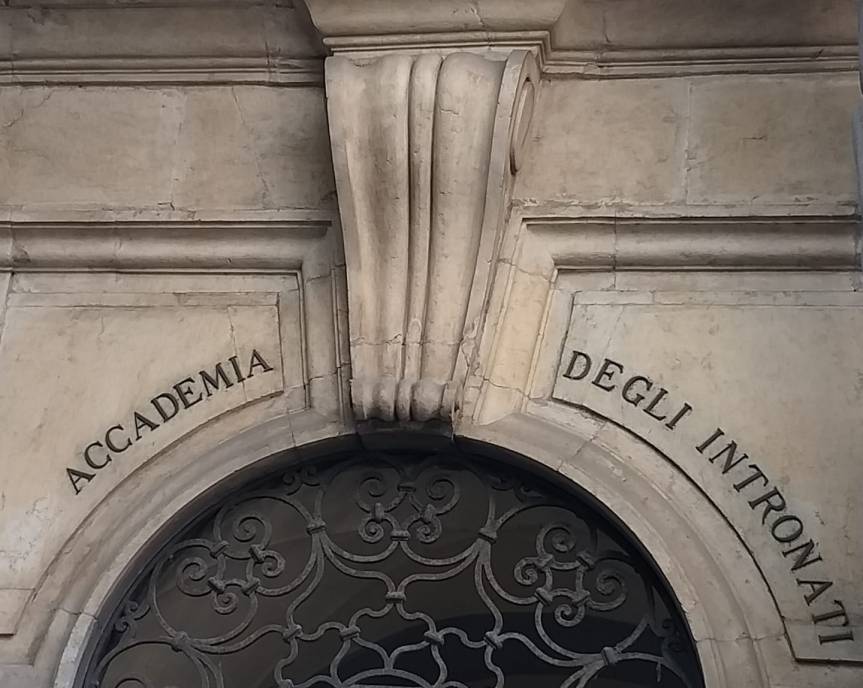 ACCADEMIA DEGLI INTRONATI